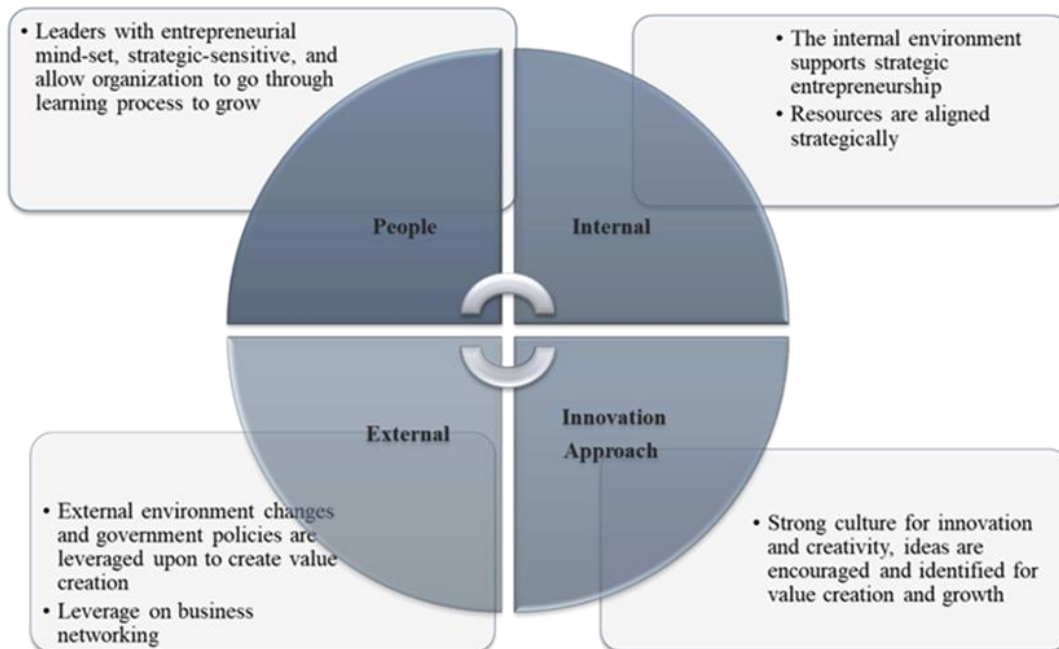 • Leaders with entrepreneurial
mind-set, strategic-sensitive, and
allow organization to go through
learning process to grow
• The internal environment
supports strategic
entrepreneurship
• Resources are aligned
strategically
People
Internal
External
Innovation
Approach
• External environment changes
and government policies are
leveraged upon to create value
creation
• Leverage on business
networking
• Strong culture for innovation
and creativity, ideas are
encouraged and identified for
value creation and growth